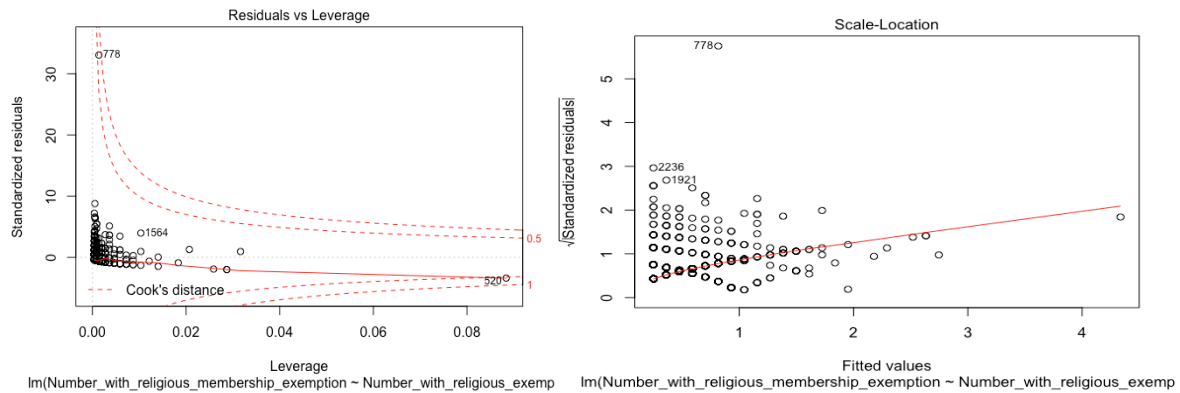 Residuals vs Leverage
Standardized residuals
30
20
10
0
778
1564
520
0.5
1
Cook's distance
0.00 0.02 0.04 0.06 0.08
Leverage
lm(Number_with_religious_membership_exemption ~ Number_with_religious_exemp
Scale-Location
√|Standardized residuals|
5
4
3
2
1
0
778
2236
1921
1 2 3 4
Fitted values
lm(Number_with_religious_membership_exemption ~ Number_with_religious_exemp